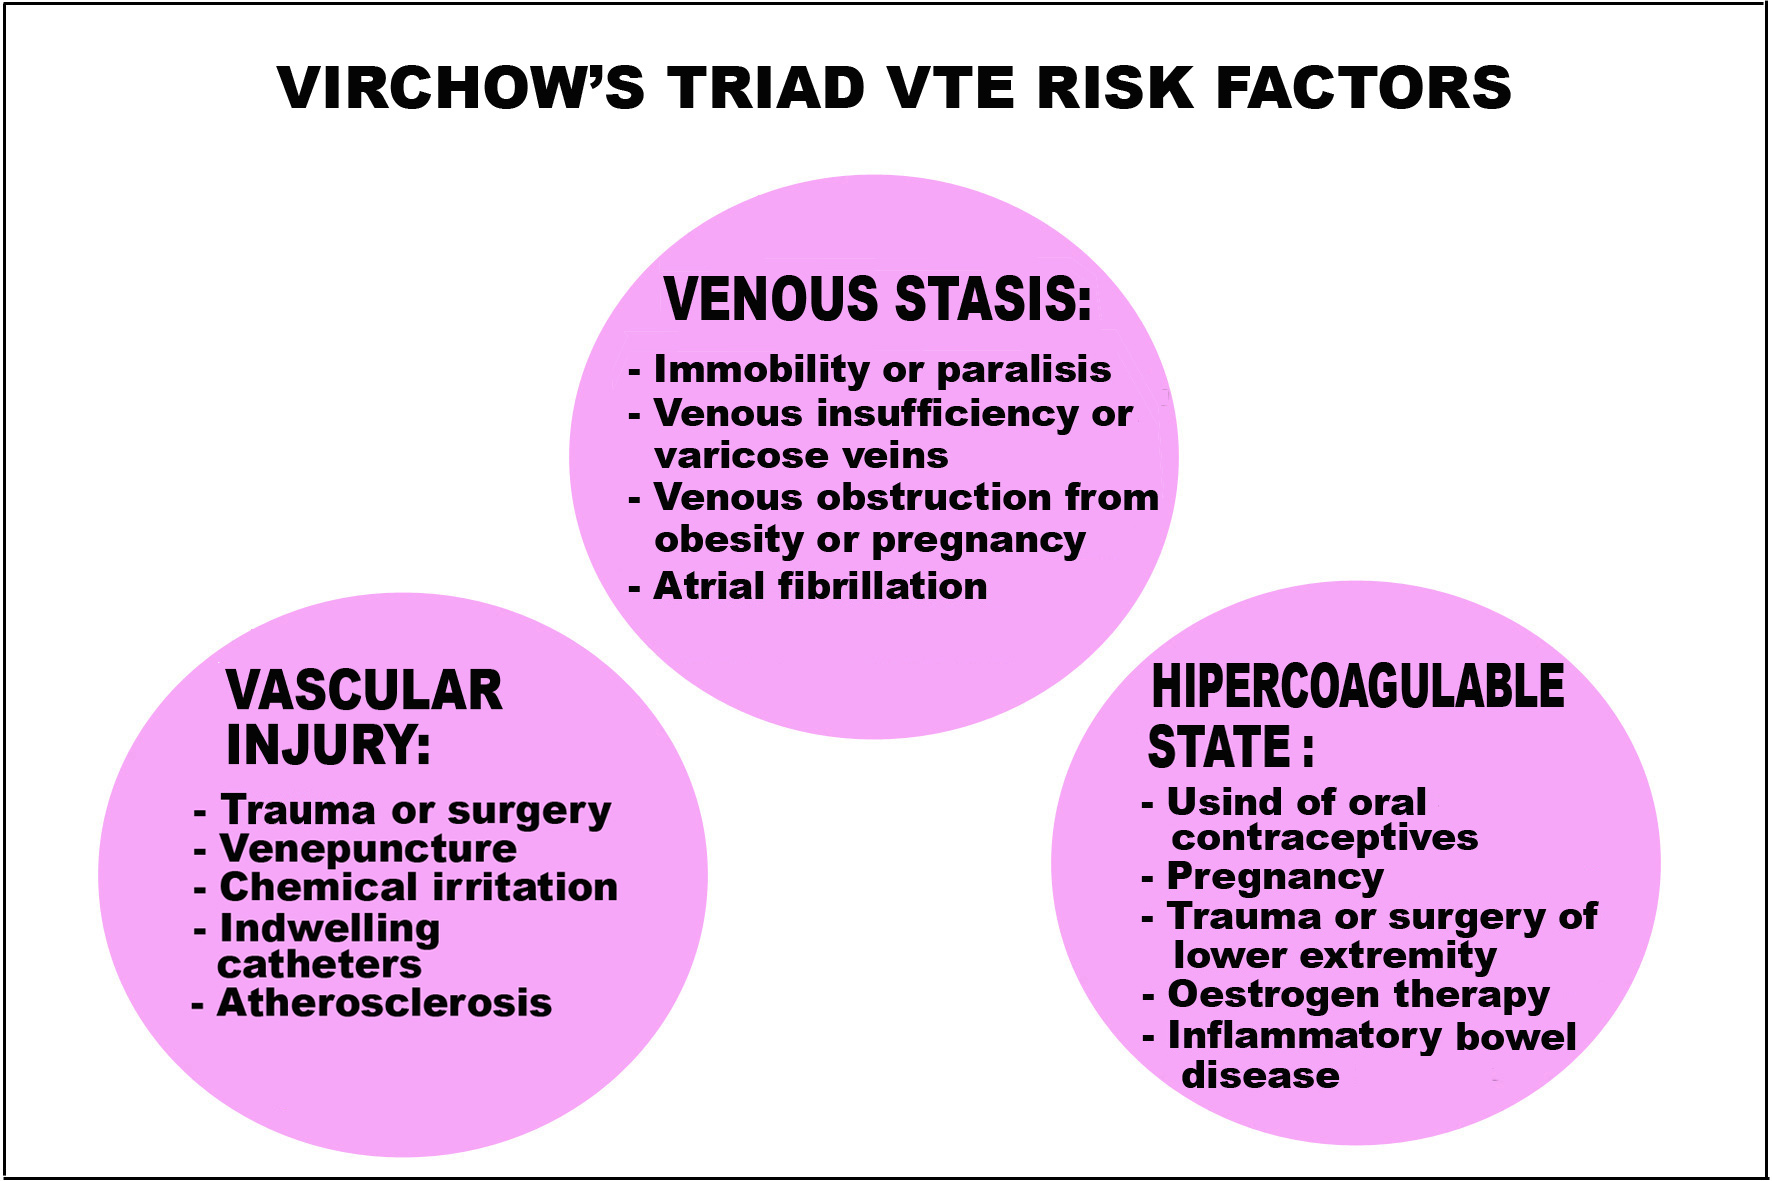 VIRCHOW’S TRIAD VTE RISK FACTORS
VENOUS STASIS:
- Immobility or paralisis
- Venous insufficiency or
varicose veins
- Venous obstruction from
obesity or pregnancy
- Atrial fibrillation
VASCULAR
INJURY:
- Trauma or surgery
- Venepuncture
- Chemical irritation
- Indwelling
catheters
- Atherosclerosis
HIPERCOAGULABLE
STATE :
- Usind of oral
contraceptives
- Pregnancy
- Trauma or surgery of
lower extremity
- Oestrogen therapy
- Inflammatory bowel
disease